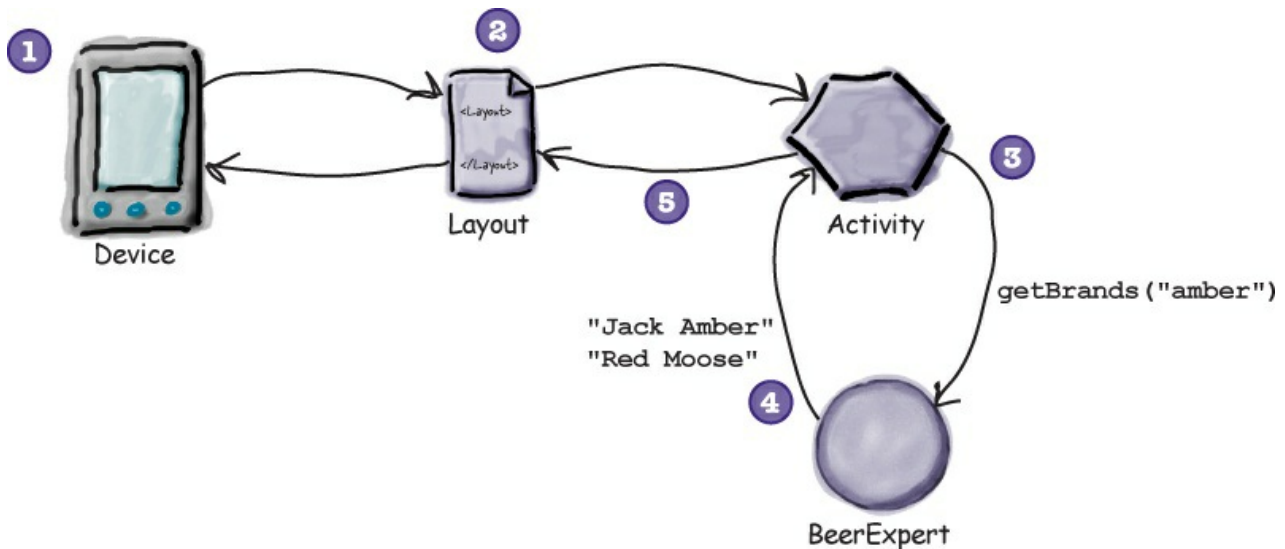 1
2
<Layout>
</Layout>
3
5
Device
Layout
Activity
getBrands("amber")
"Jack Amber"
"Red Moose"
4
BeerExpert